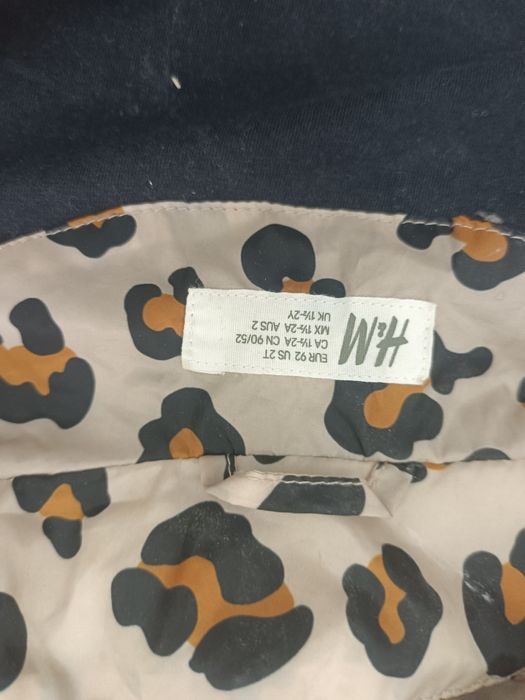 H&M
EUR 92 US 2T
CA 1½-2A CN 90/52
MX 1½-2A AUS 2
UK 1½-2Y